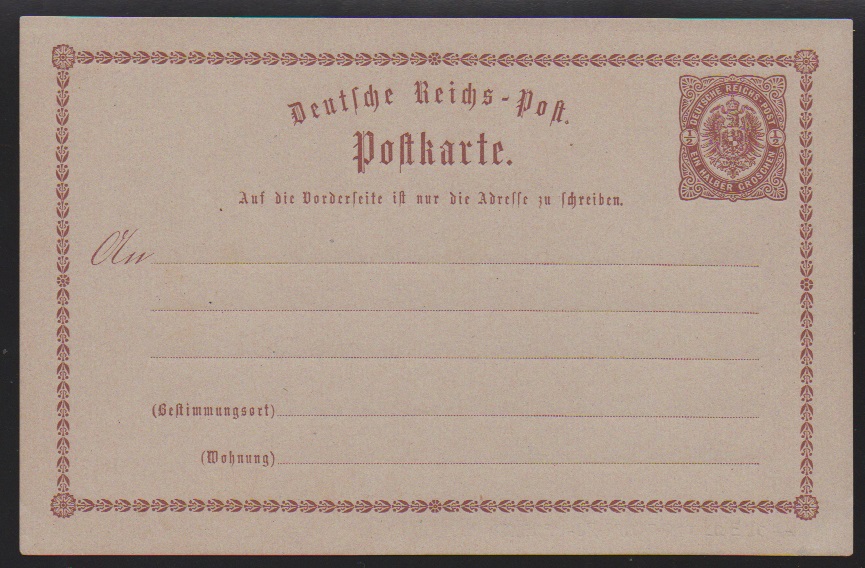 Deutsche Reichs-Post.
Postkarte.
Auf die Vorderseite ist nur die Adresse zu schreiben.
DEUTSCHE REICHS-POST
1/2 1/2
EIN HALBER GROSCHEN
An
(Bestimmungsort)
(Wohnung)